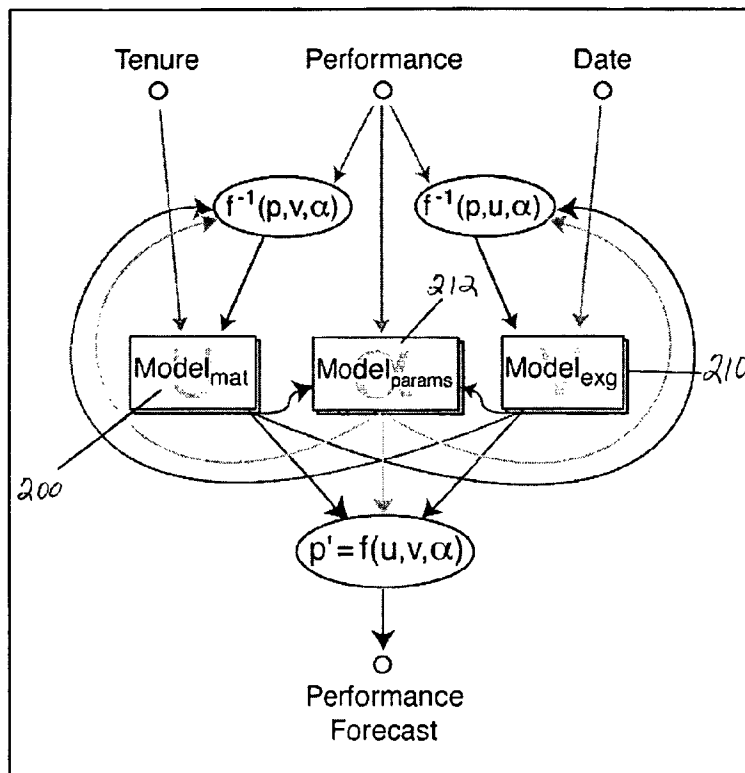 Tenure
Performance
Date
f⁻¹(p,v,α)
f⁻¹(p,u,α)
212
U
Model_mat
α
Model_params
V
Model_exg
210
200
p' = f(u,v,α)
Performance
Forecast